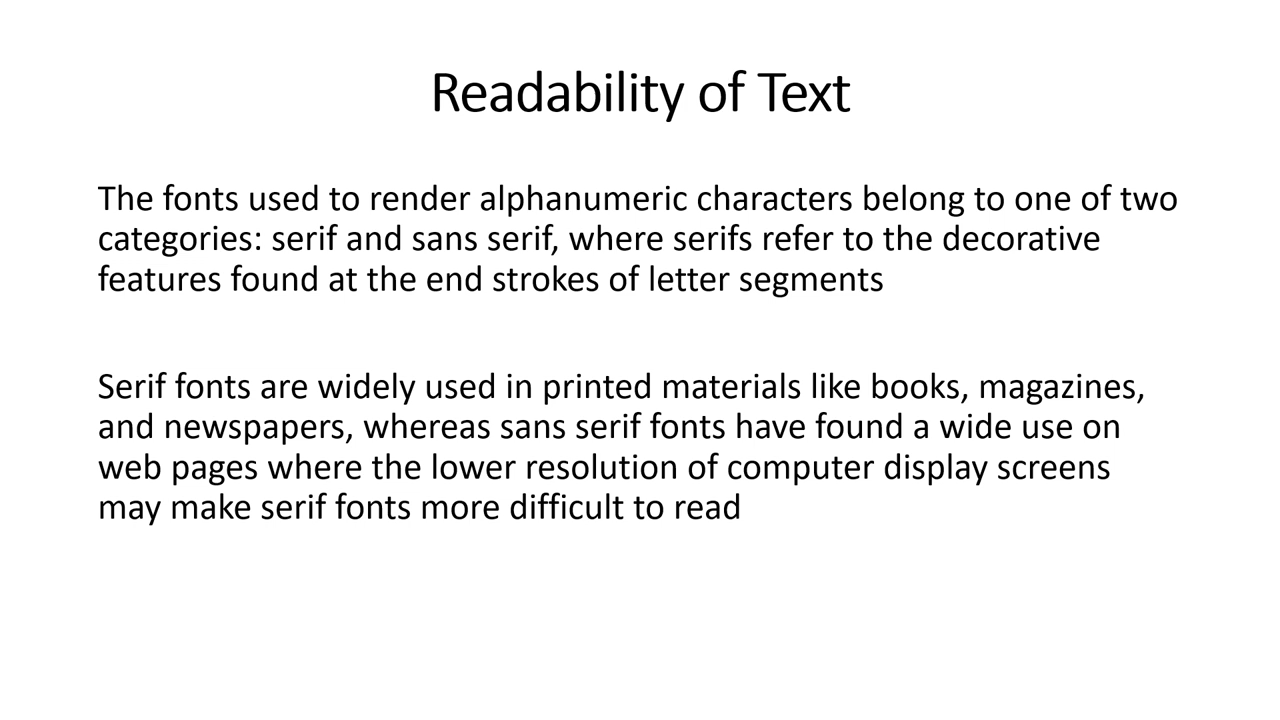 Readability of Text
The fonts used to render alphanumeric characters belong to one of two
categories: serif and sans serif, where serifs refer to the decorative
features found at the end strokes of letter segments
Serif fonts are widely used in printed materials like books, magazines,
and newspapers, whereas sans serif fonts have found a wide use on
web pages where the lower resolution of computer display screens
may make serif fonts more difficult to read